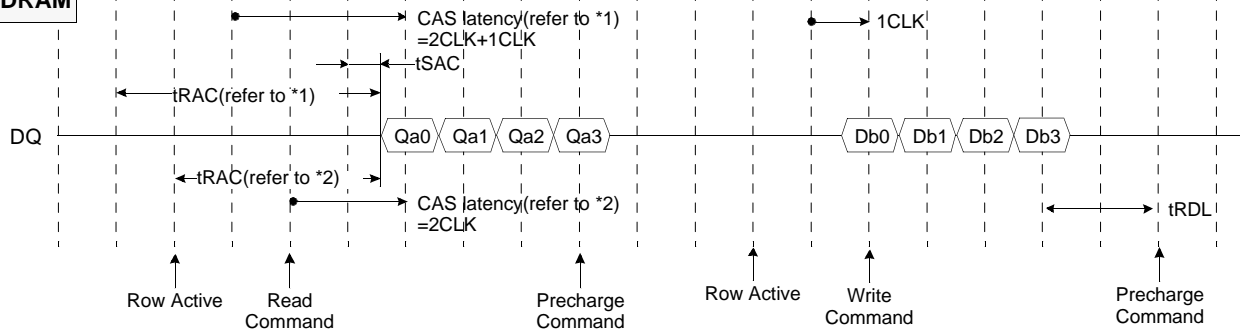 DRAM
CAS latency(refer to *1)
=2CLK+1CLK
1CLK
tSAC
tRAC(refer to *1)
DQ
Qa0 Qa1 Qa2 Qa3
Db0 Db1 Db2 Db3
tRAC(refer to *2)
CAS latency(refer to *2)
=2CLK
tRDL
Row Active
Read
Command
Precharge
Command
Row Active
Write
Command
Precharge
Command